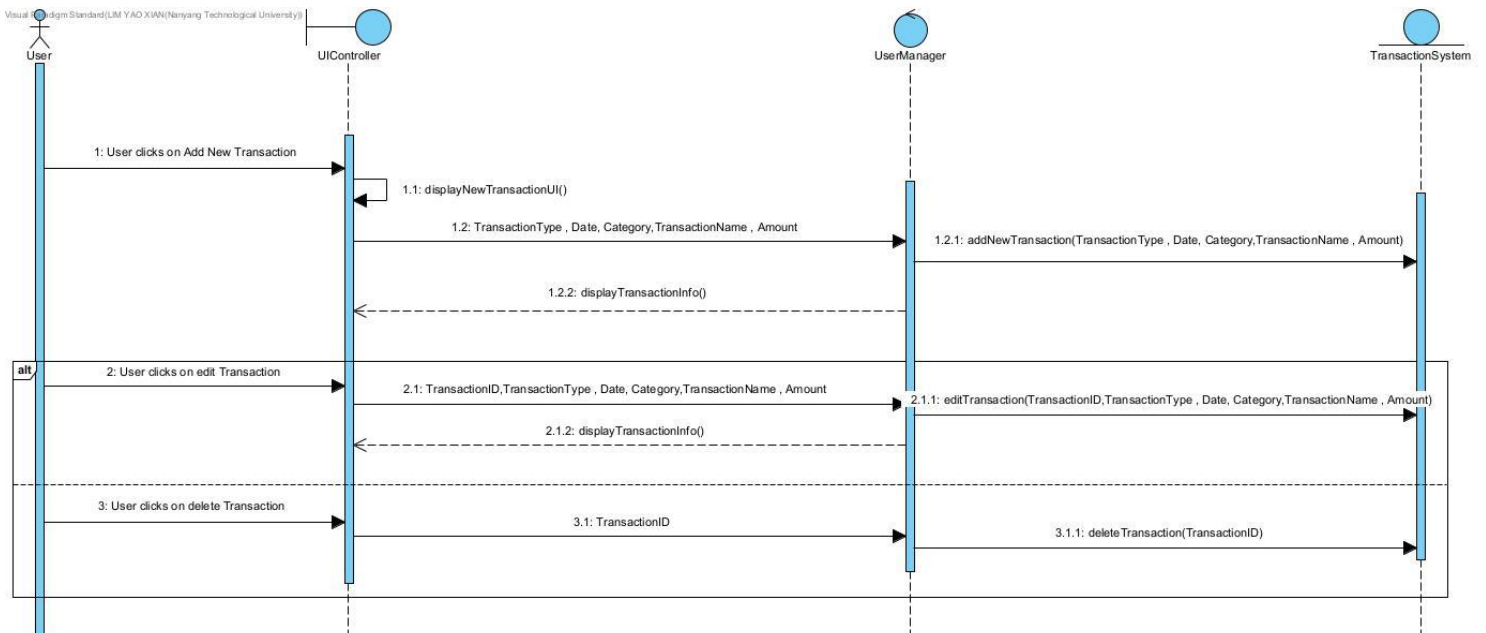 Visual Paradigm Standard(LIM YAO XIAN(Nanyang Technological University))
User
UIController
UserManager
TransactionSystem
1: User clicks on Add New Transaction
1.1: displayNewTransactionUI()
1.2: TransactionType , Date, Category,TransactionName , Amount
1.2.1: addNewTransaction(TransactionType , Date, Category,TransactionName , Amount)
1.2.2: displayTransactionInfo()
alt
2: User clicks on edit Transaction
2.1: TransactionID,TransactionType , Date, Category,TransactionName , Amount
2.1.1: editTransaction(TransactionID,TransactionType , Date, Category,TransactionName , Amount)
2.1.2: displayTransactionInfo()
3: User clicks on delete Transaction
3.1: TransactionID
3.1.1: deleteTransaction(TransactionID)